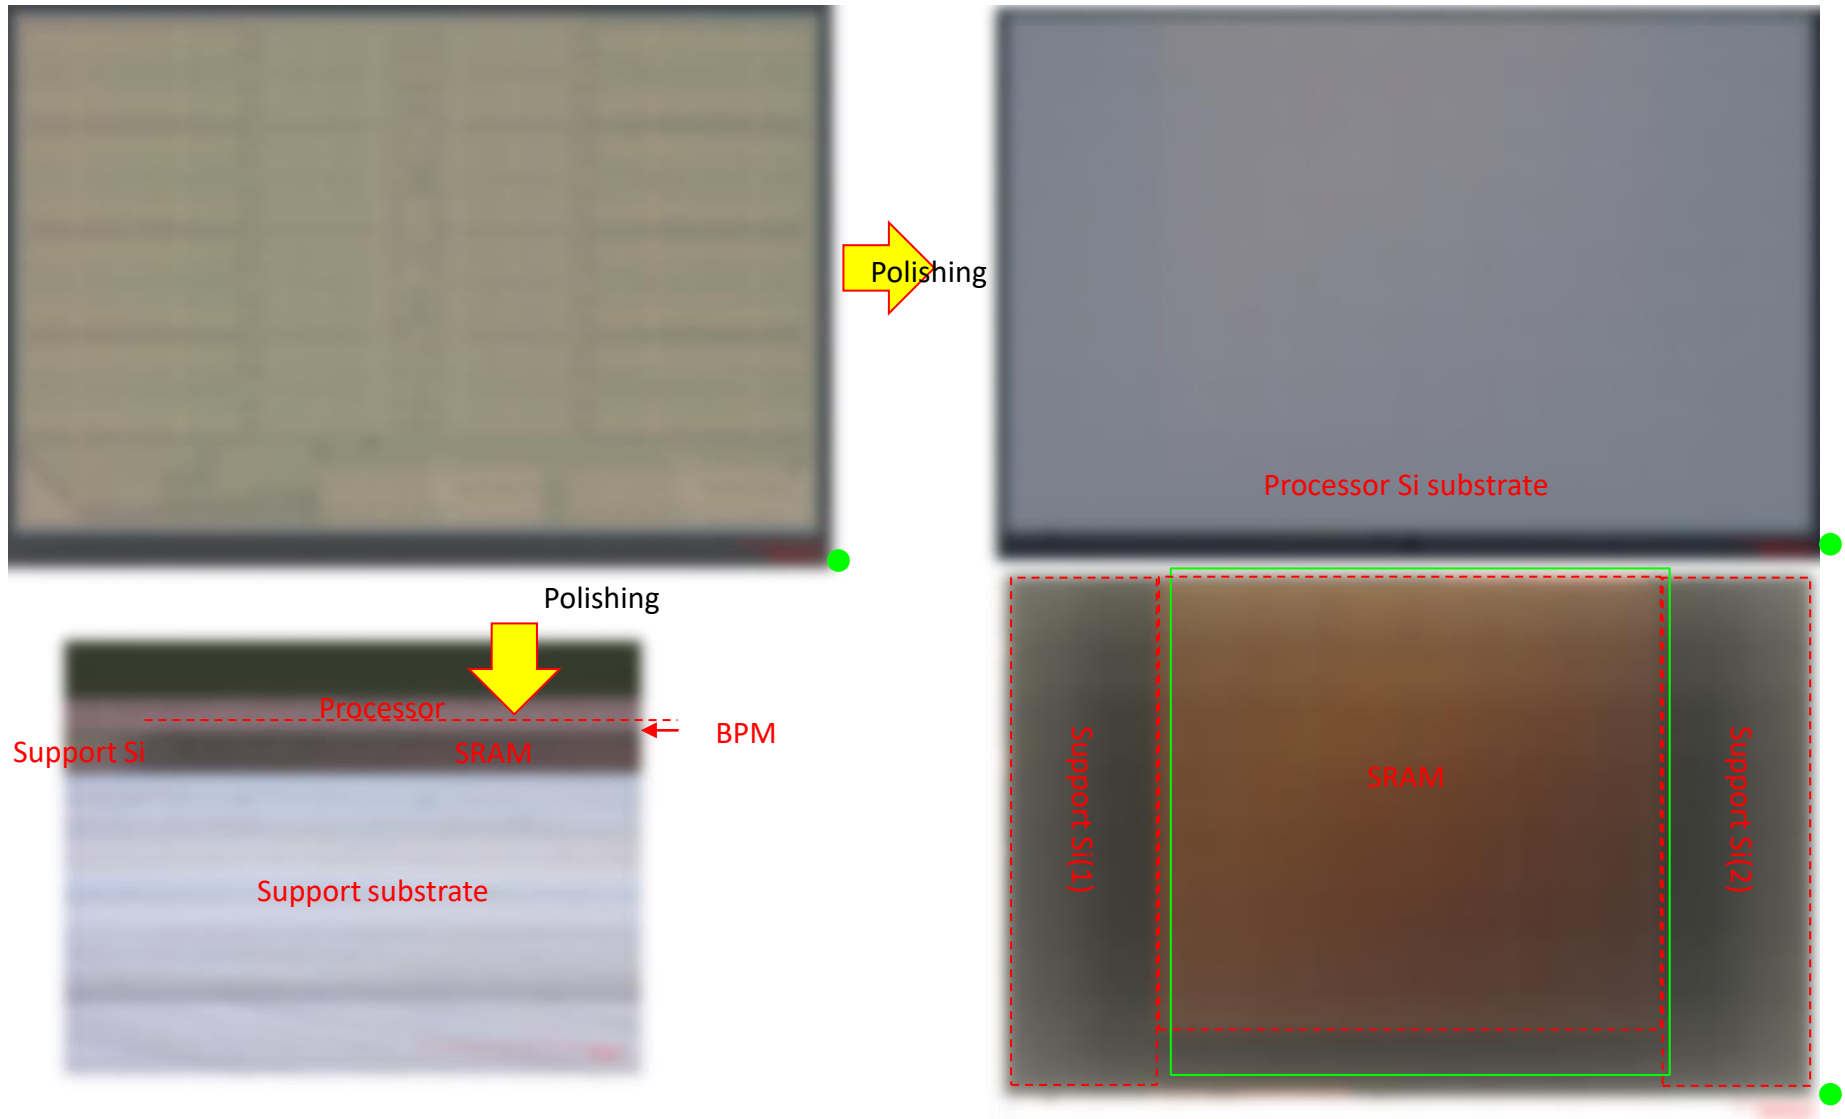 Polishing
Processor Si substrate
Polishing
Processor
BPM
Support Si
SRAM
Support substrate
Support Si(1)
SRAM
Support Si(2)